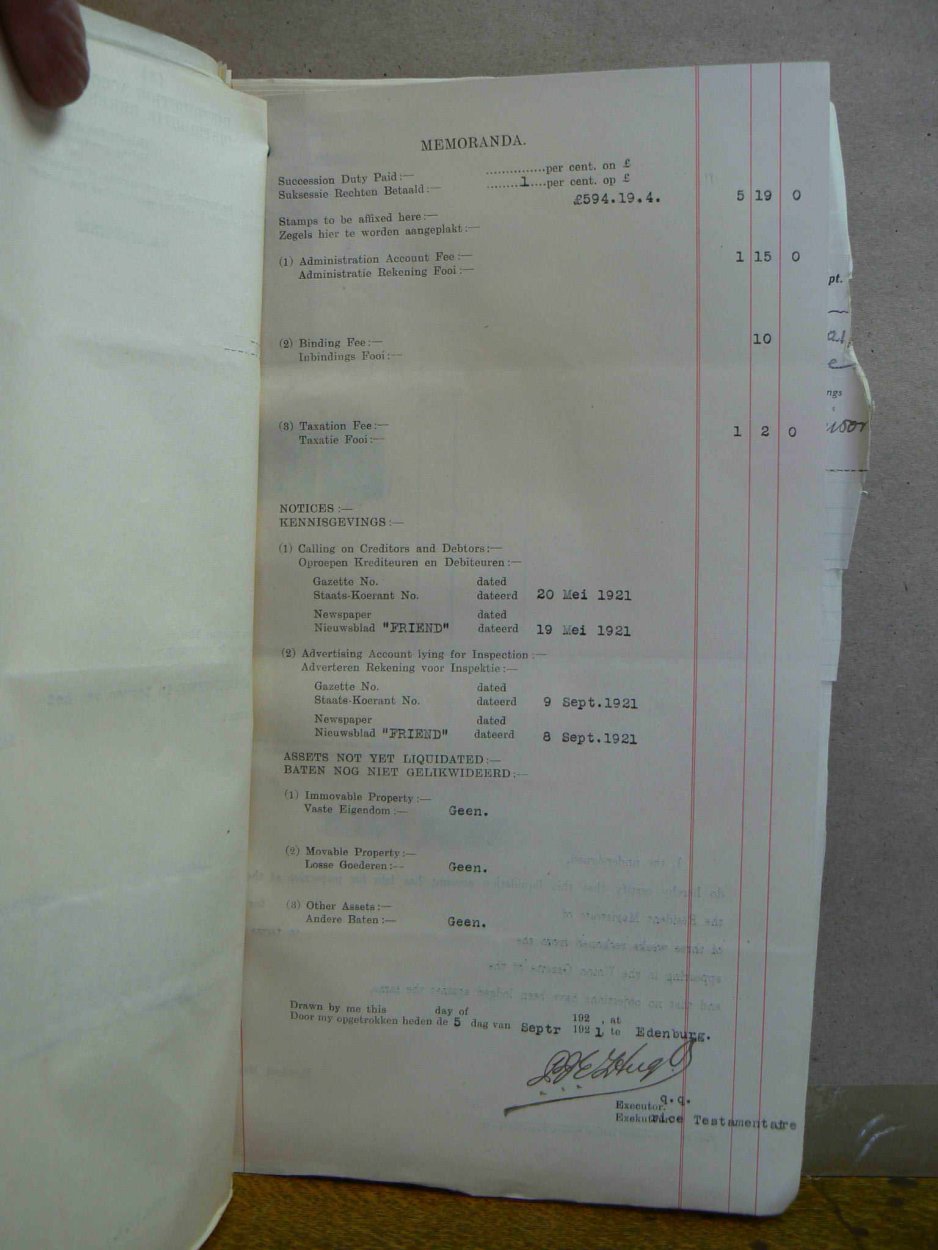 MEMORANDA.
Succession Duty Paid:— ...............per cent. on £
Suksessie Rechten Betaald:— ........1....per cent. op £
£594.19.4. 5 19 0
Stamps to be affixed here:—
Zegels hier te worden aangeplakt:—
(1) Administration Account Fee:— 1 15 0
Administratie Rekening Fooi:—
(2) Binding Fee:— 10
Inbindings Fooi:—
(3) Taxation Fee:— 1 2 0
Taxatie Fooi:—
NOTICES:—
KENNISGEVINGS:—
(1) Calling on Creditors and Debtors:—
Oproepen Krediteuren en Debiteuren:—
Gazette No. dated
Staats-Koerant No. dateerd 20 Mei 1921
Newspaper dated
Nieuwsblad "FRIEND" dateerd 19 Mei 1921
(2) Advertising Account lying for Inspection:—
Adverteren Rekening voor Inspektie:—
Gazette No. dated
Staats-Koerant No. dateerd 9 Sept.1921
Newspaper dated
Nieuwsblad "FRIEND" dateerd 8 Sept.1921
ASSETS NOT YET LIQUIDATED:—
BATEN NOG NIET GELIKWIDEERD:—
(1) Immovable Property:—
Vaste Eigendom:— Geen.
(2) Movable Property:—
Losse Goederen:— Geen.
(3) Other Assets:—
Andere Baten:— Geen.
Drawn by me this day of 192 , at
Door my opgetrokken heden de 5 dag van Septr 1921 te Edenburg.
q.q.
Executor.
Testamentaire
pt.
ngs